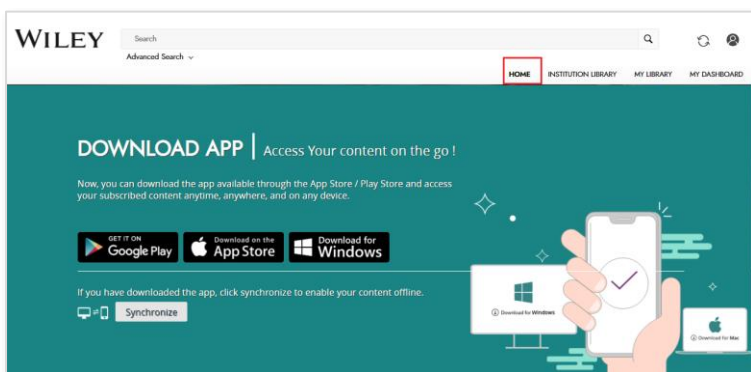 WILEY
Search
Advanced Search
HOME
INSTITUTION LIBRARY
MY LIBRARY
MY DASHBOARD
DOWNLOAD APP | Access Your content on the go !
Now, you can download the app available through the App Store / Play Store and access
your subscribed content anytime, anywhere, and on any device.
GET IT ON
Google Play
Download on the
App Store
Download for
Windows
If you have downloaded the app, click synchronize to enable your content offline.
Synchronize
Download for Windows
Download for Mac